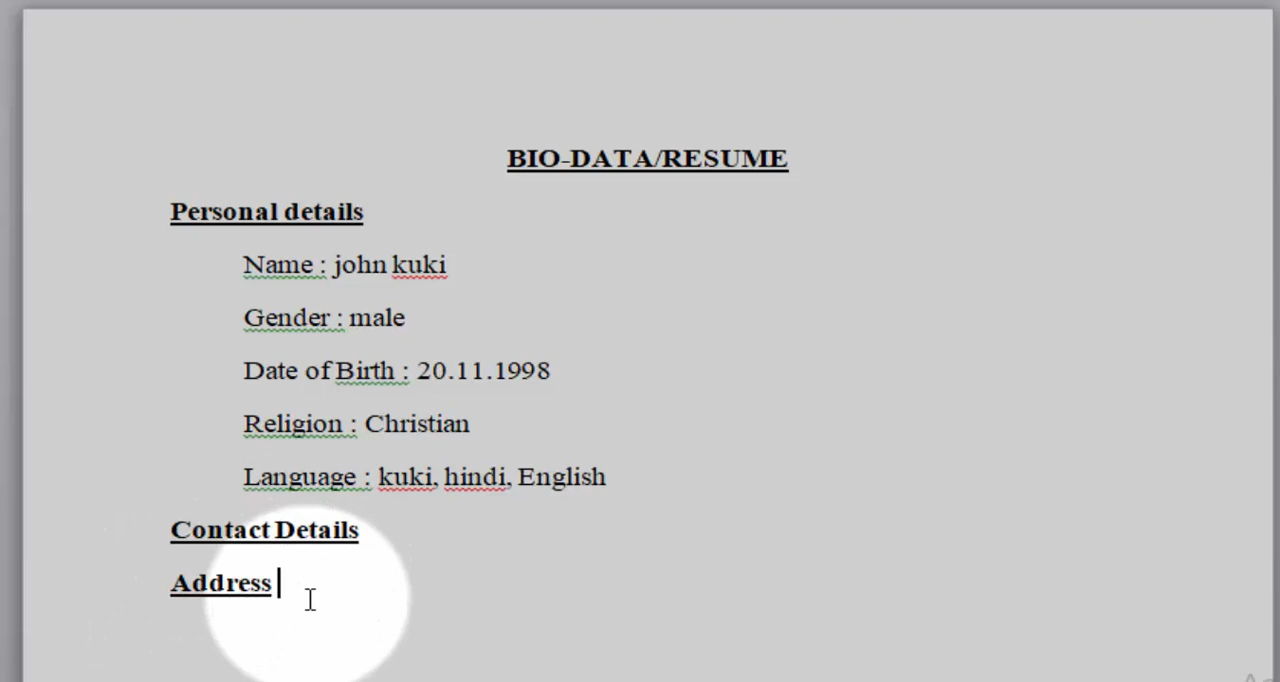 BIO-DATA/RESUME
Personal details
Name : john kuki
Gender : male
Date of Birth : 20.11.1998
Religion : Christian
Language : kuki, hindi, English
Contact Details
Address